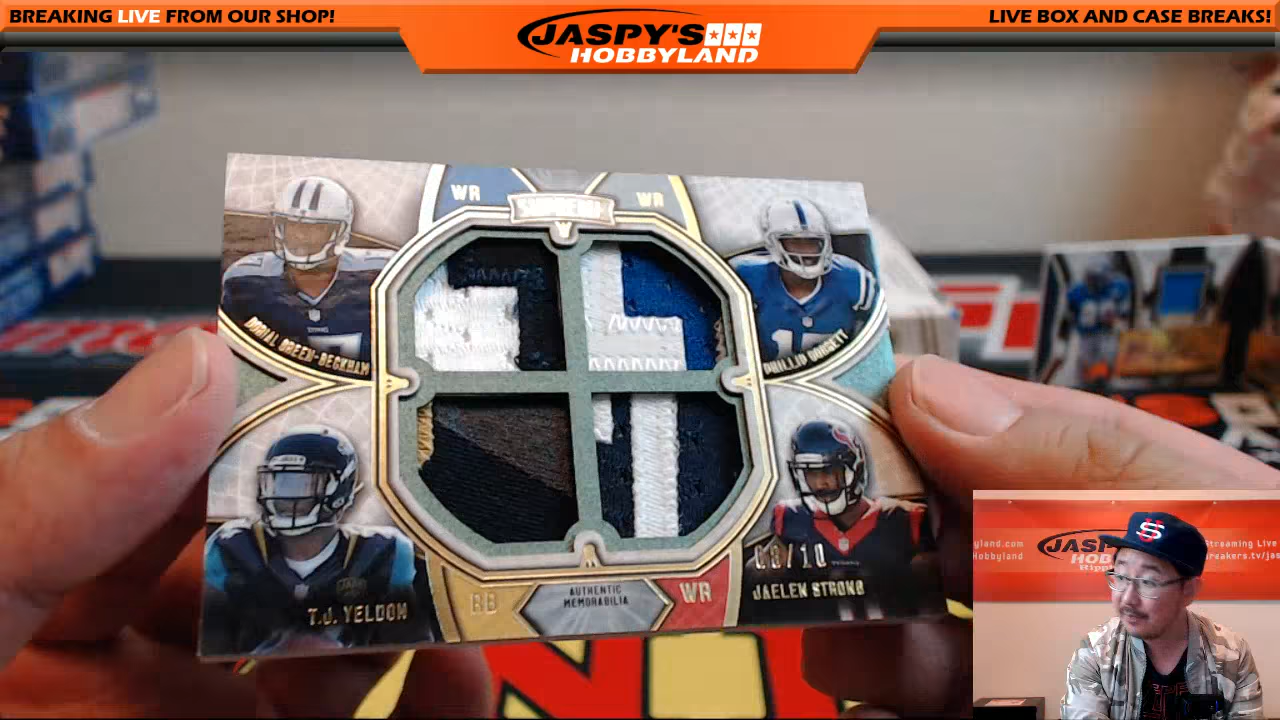 BREAKING LIVE FROM OUR SHOP!
JASPY'S
HOBBYLAND
LIVE BOX AND CASE BREAKS!
WR
SUPREME
WR
DORIAL GREEN-BECKHAM
PHILLIP DORSETT
T.J. YELDON
RB
AUTHENTIC
MEMORABILIA
WR
JAELEN STRONG
/10